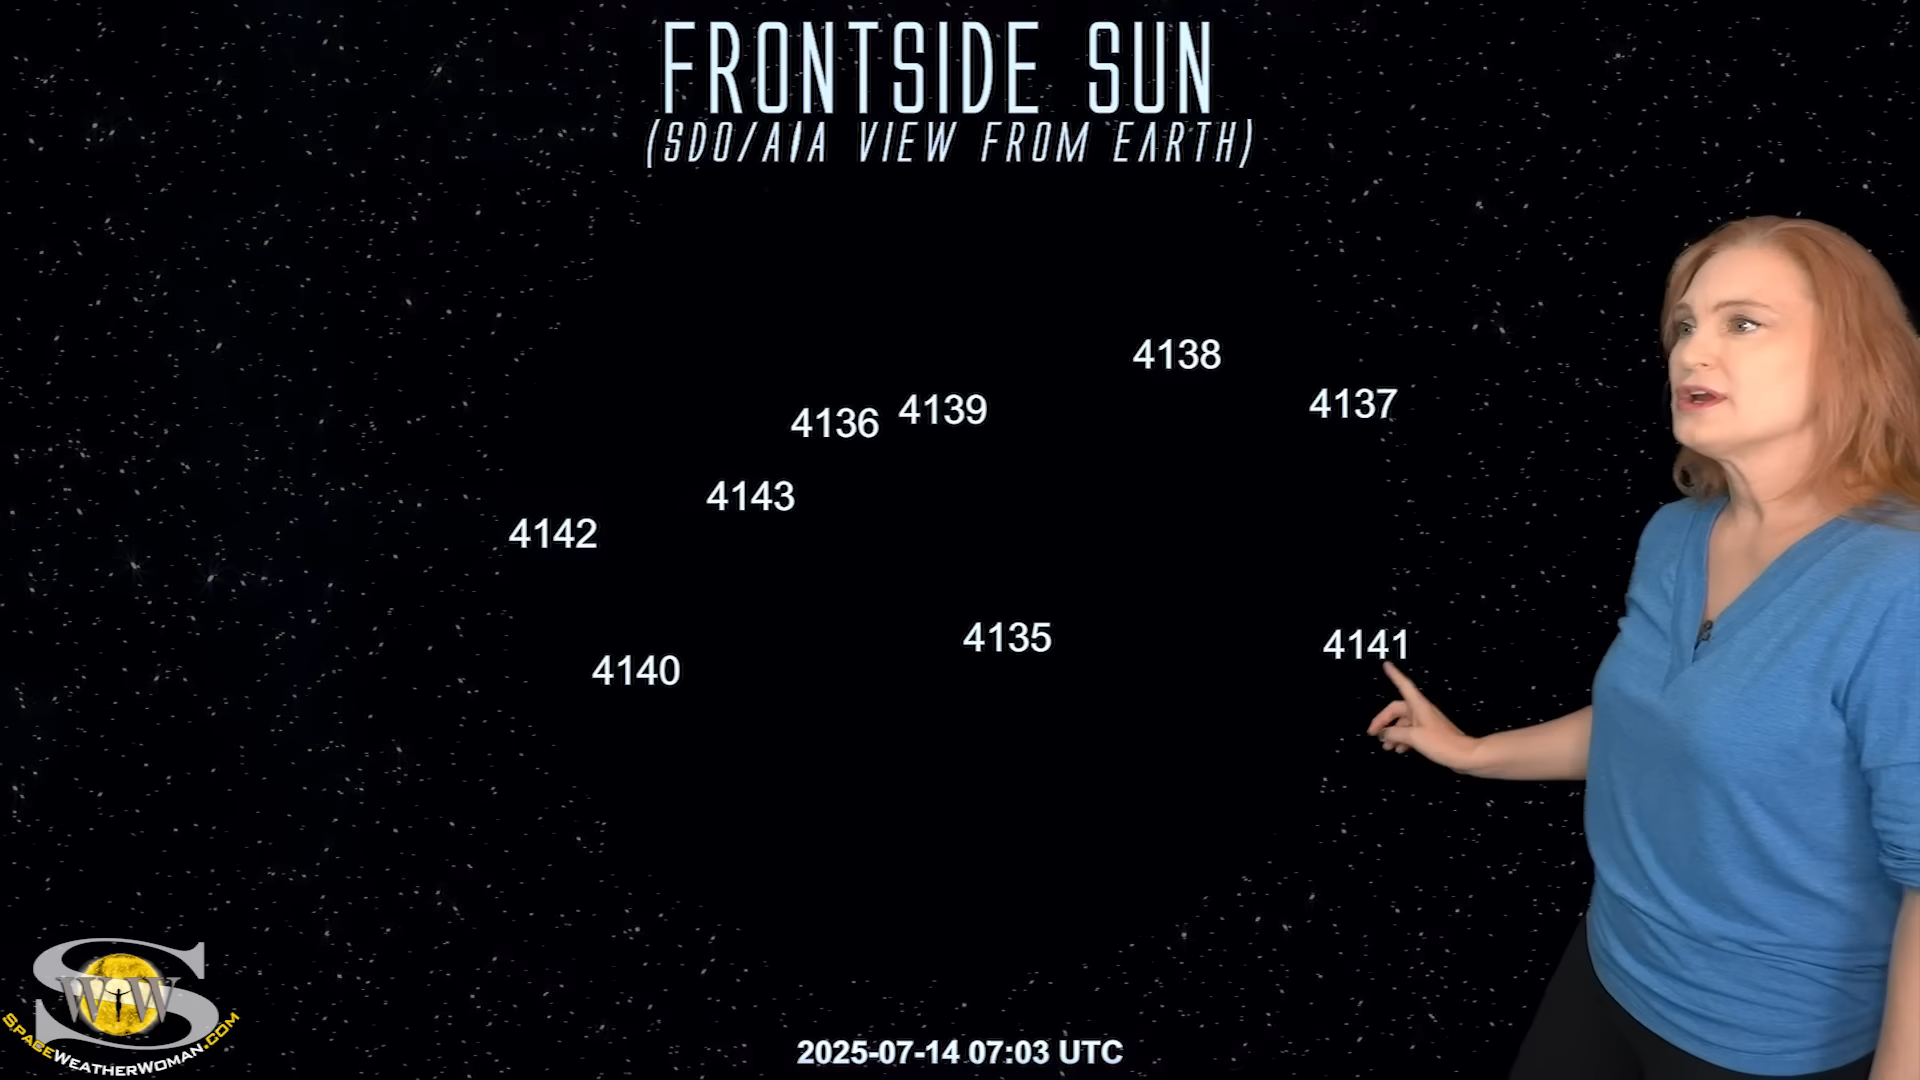 FRONTSIDE SUN
(SDO/AIA VIEW FROM EARTH)
4138
4137
4136 4139
4143
4142
4135
4141
4140
SWW
SPACEWEATHERWOMAN.COM
2025-07-14 07:03 UTC